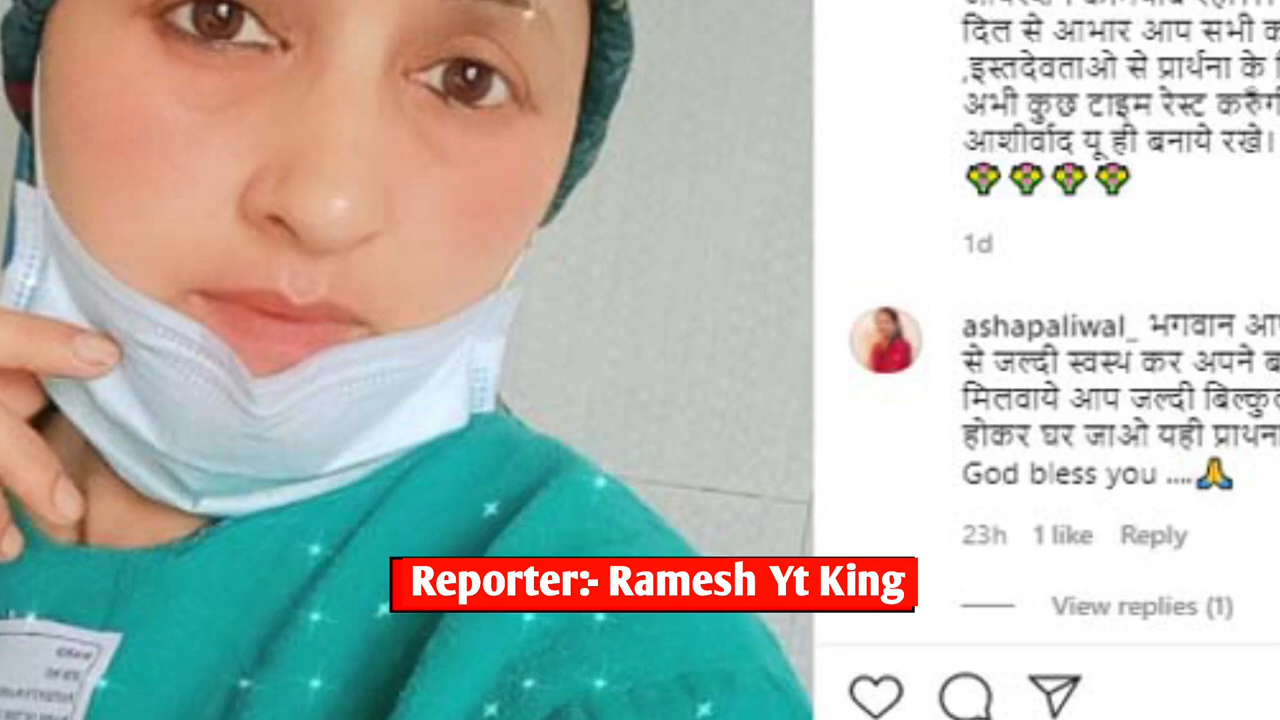 दिल से आभार आप सभी
,इस्तदेवताओ से प्रार्थना के
अभी कुछ टाइम रेस्ट
आशीर्वाद यू ही बनाये रखे।
1d
ashapaliwal_ भगवान
से जल्दी स्वस्थ कर अपने
मिलवाये आप जल्दी
होकर घर जाओ यही
God bless you ....
23h 1 like Reply
View replies (1)
Reporter:- Ramesh Yt King